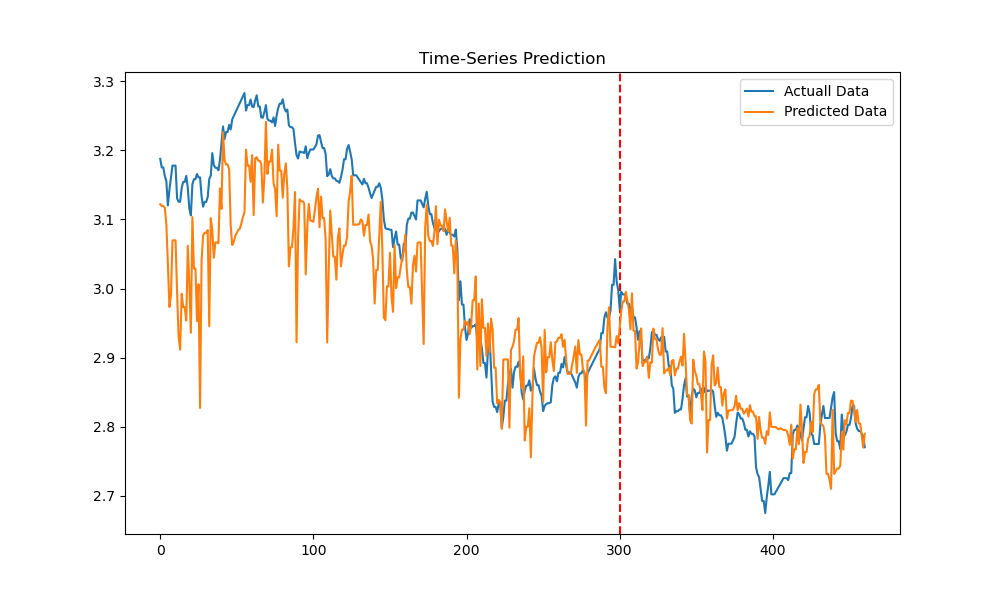 Time-Series Prediction
Actuall Data
Predicted Data
3.3
3.2
3.1
3.0
2.9
2.8
2.7
0 100 200 300 400